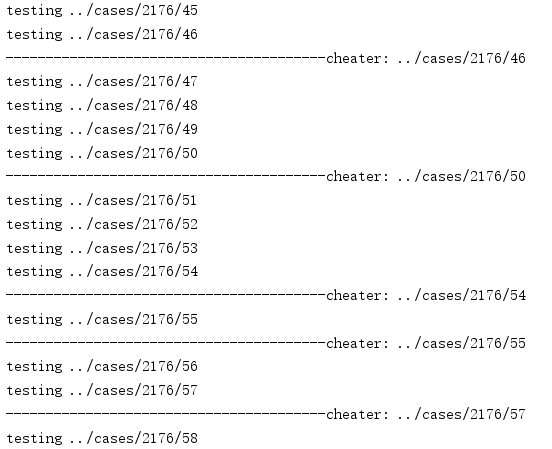 testing ../cases/2176/45
testing ../cases/2176/46
----------------------------------------cheater: ../cases/2176/46
testing ../cases/2176/47
testing ../cases/2176/48
testing ../cases/2176/49
testing ../cases/2176/50
----------------------------------------cheater: ../cases/2176/50
testing ../cases/2176/51
testing ../cases/2176/52
testing ../cases/2176/53
testing ../cases/2176/54
----------------------------------------cheater: ../cases/2176/54
testing ../cases/2176/55
----------------------------------------cheater: ../cases/2176/55
testing ../cases/2176/56
testing ../cases/2176/57
----------------------------------------cheater: ../cases/2176/57
testing ../cases/2176/58